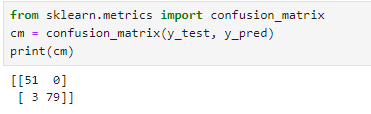 from sklearn.metrics import confusion_matrix
cm = confusion_matrix(y_test, y_pred)
print(cm)
[[51  0]
 [ 3 79]]